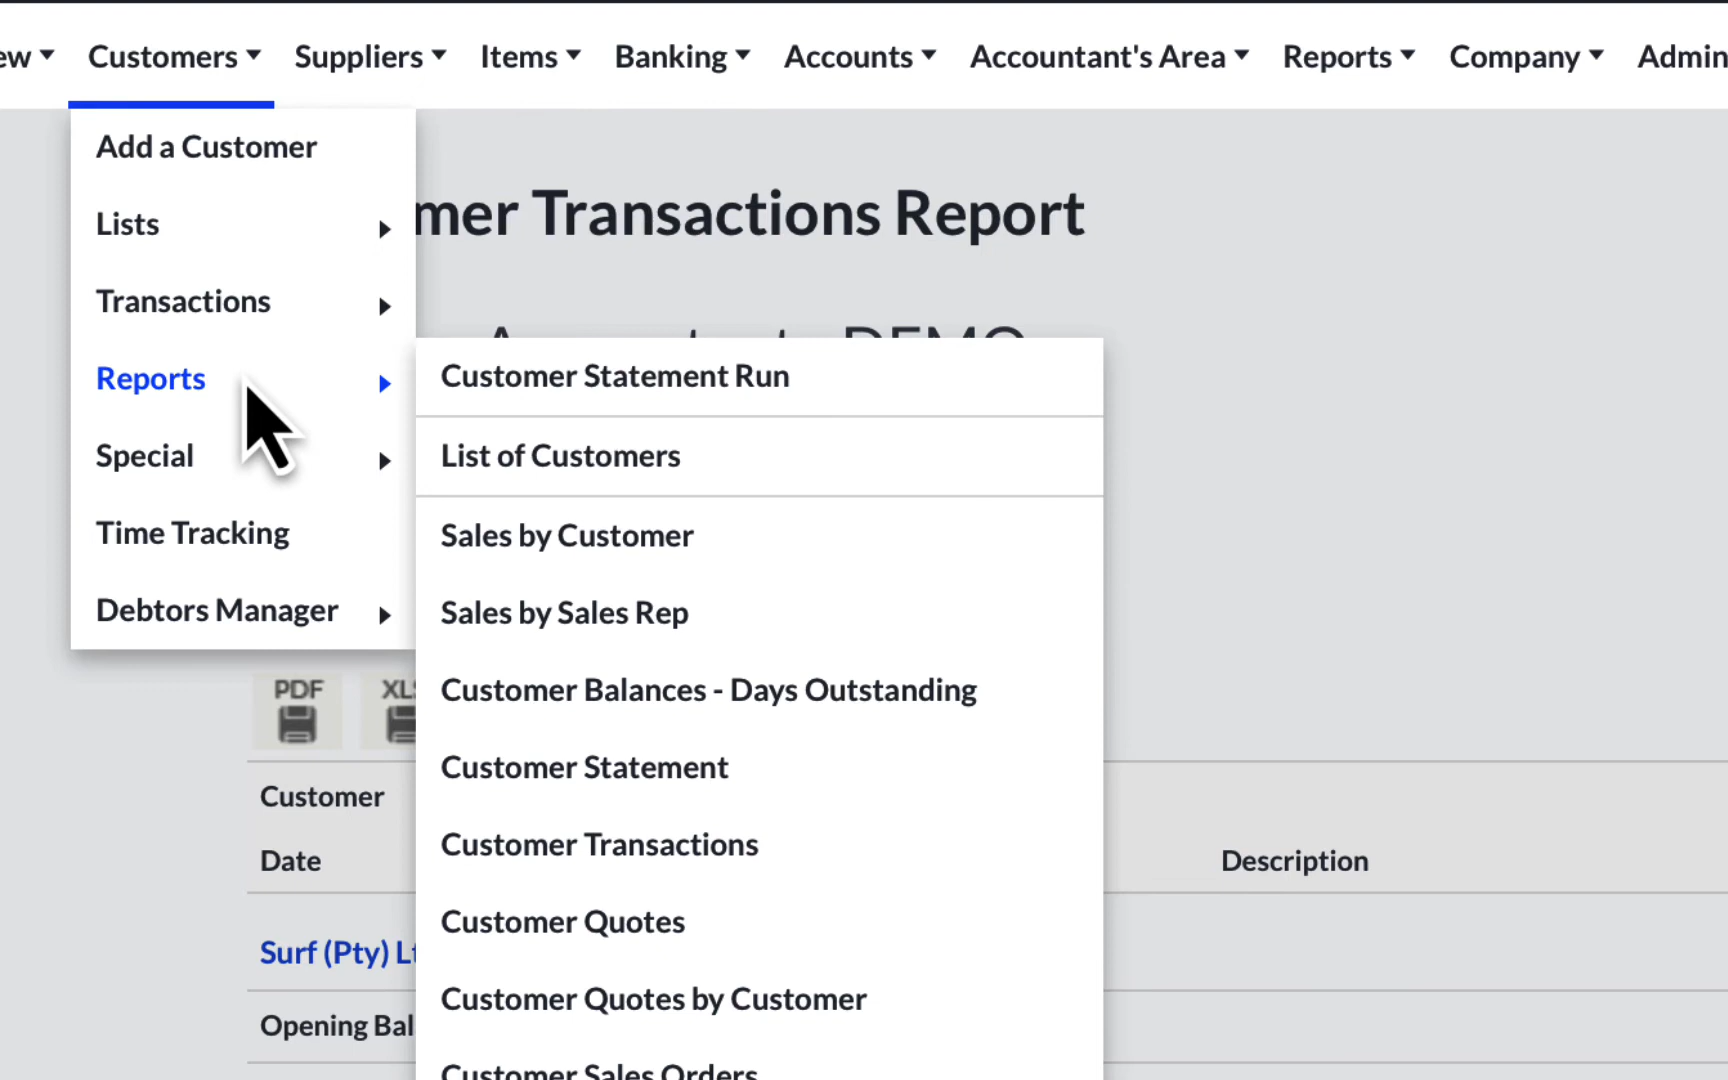 Customers Suppliers Items Banking Accounts Accountant's Area Reports Company Admin
Add a Customer
Lists
Transactions
Reports
Special
Time Tracking
Debtors Manager
mer Transactions Report
Customer Statement Run
List of Customers
Sales by Customer
Sales by Sales Rep
Customer Balances - Days Outstanding
Customer Statement
Customer Transactions
Customer Quotes
Customer Quotes by Customer
Customer Sales Orders
PDF XLS
Customer
Date Description
Surf (Pty) Lt
Opening Bal